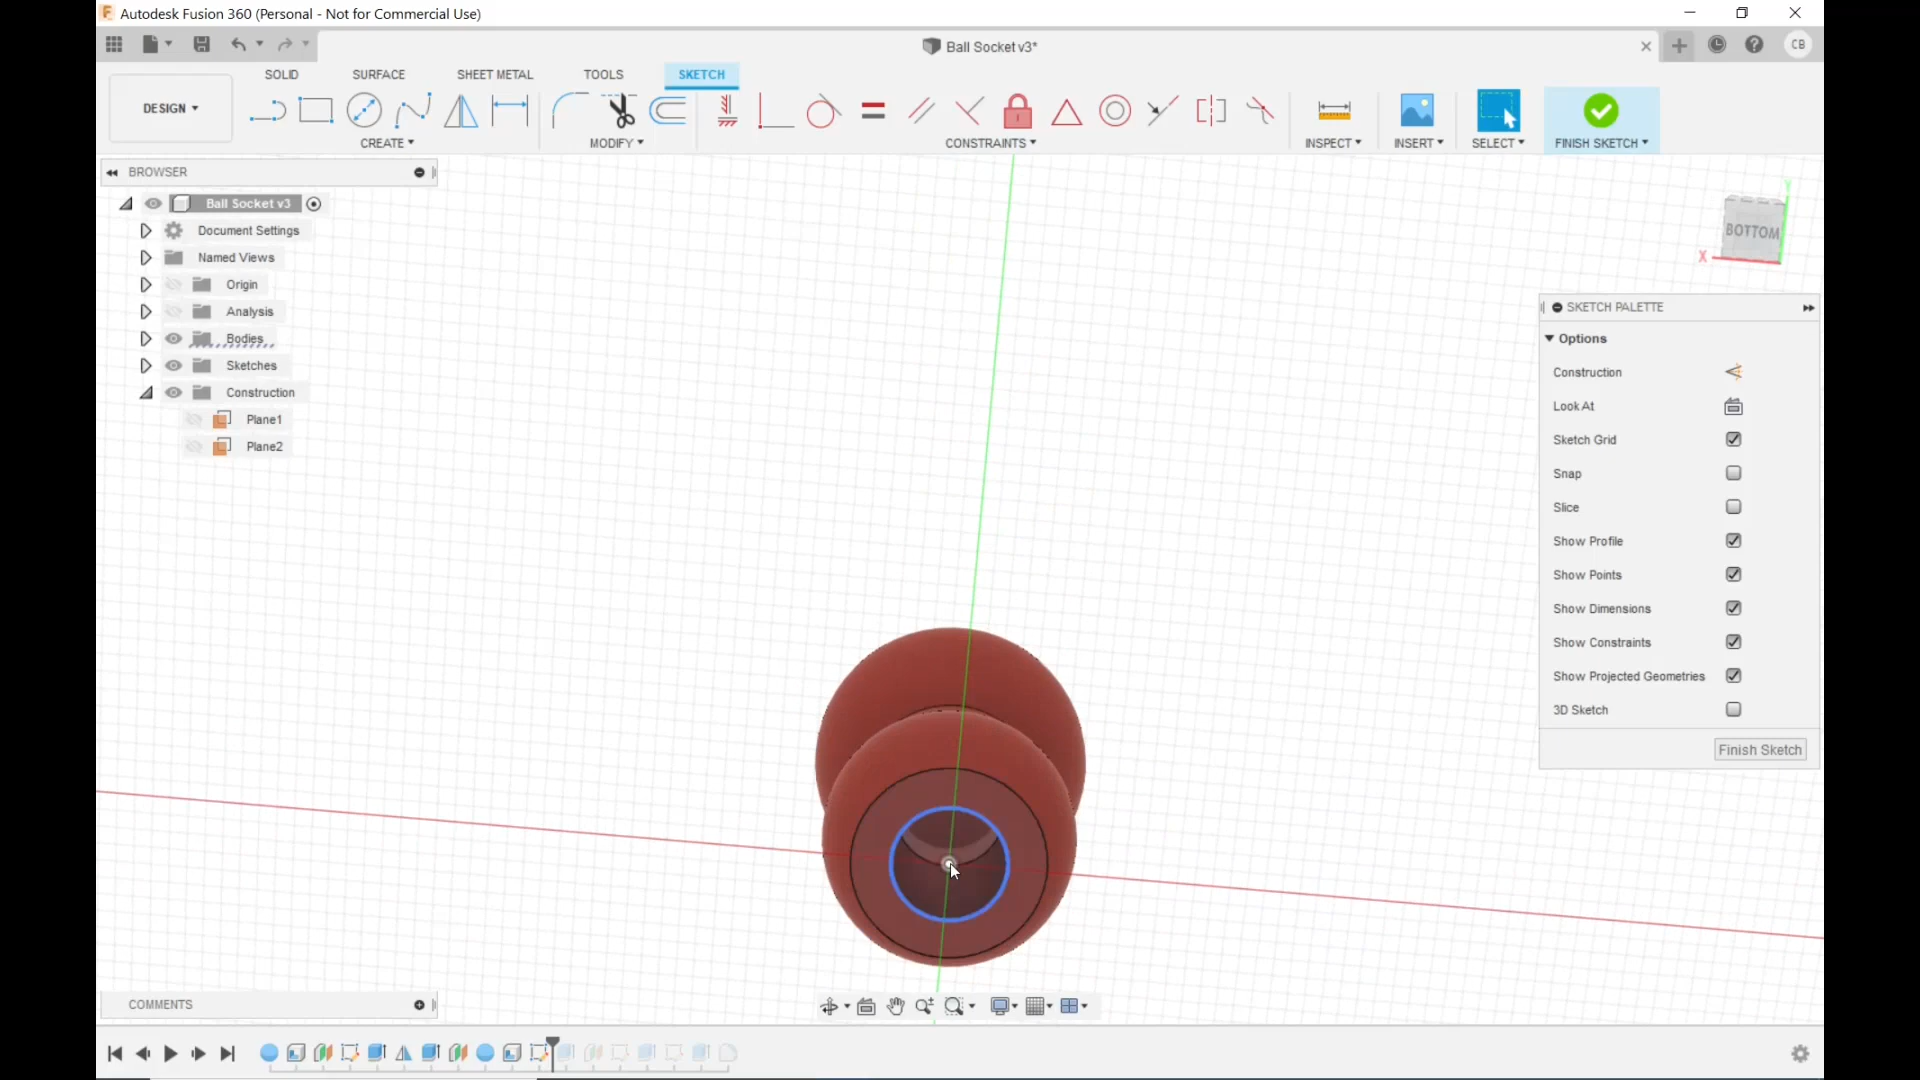 Autodesk Fusion 360 (Personal - Not for Commercial Use)
Ball Socket v3*
CB
SOLID SURFACE SHEET METAL TOOLS SKETCH
DESIGN
CREATE MODIFY CONSTRAINTS INSPECT INSERT SELECT FINISH SKETCH
BROWSER
Ball Socket v3
Document Settings
Named Views
Origin
Analysis
Bodies
Sketches
Construction
Plane1
Plane2
Y
BOTTOM
X
SKETCH PALETTE
Options
Construction
Look At
Sketch Grid
Snap
Slice
Show Profile
Show Points
Show Dimensions
Show Constraints
Show Projected Geometries
3D Sketch
Finish Sketch
COMMENTS